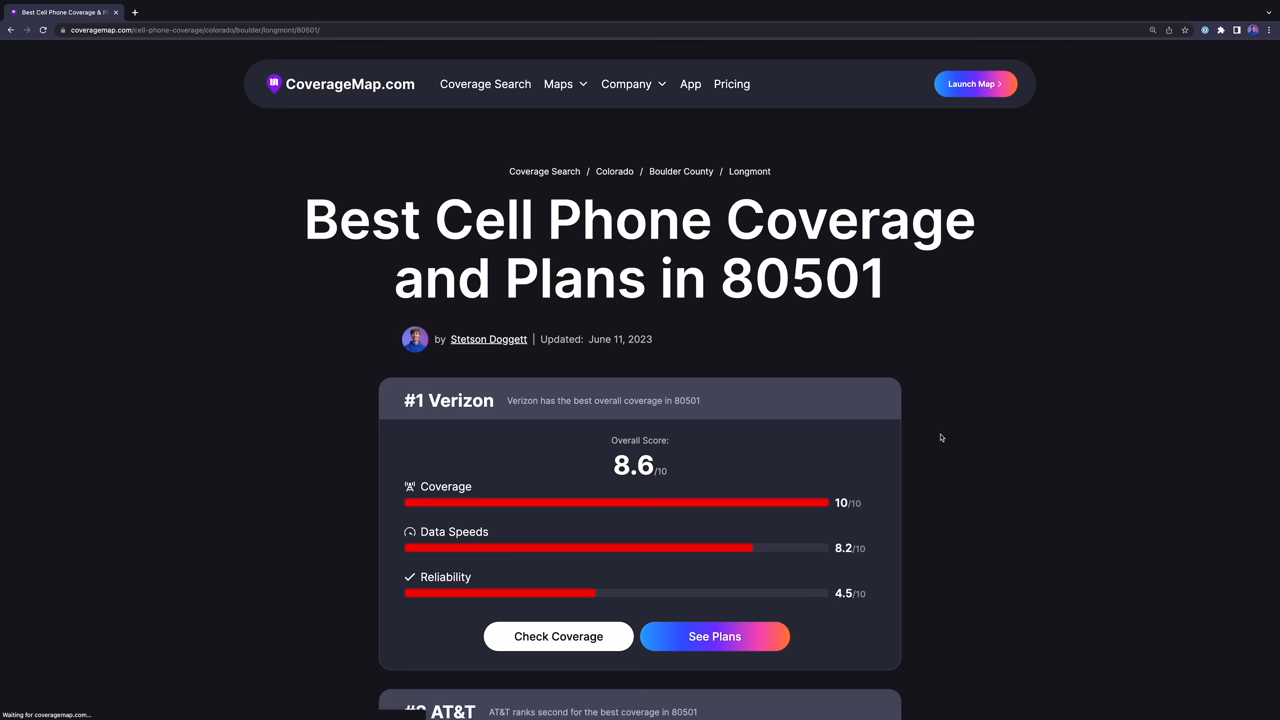 Best Cell Phone Coverage & P
coveragemap.com/cell-phone-coverage/colorado/boulder/longmont/80501/
CoverageMap.com
Coverage Search
Maps
Company
App
Pricing
Launch Map >
Coverage Search / Colorado / Boulder County / Longmont
Best Cell Phone Coverage
and Plans in 80501
by Stetson Doggett | Updated: June 11, 2023
#1 Verizon Verizon has the best overall coverage in 80501
Overall Score:
8.6/10
Coverage
10/10
Data Speeds
8.2/10
Reliability
4.5/10
Check Coverage
See Plans
AT&T AT&T ranks second for the best coverage in 80501
Waiting for coveragemap.com...